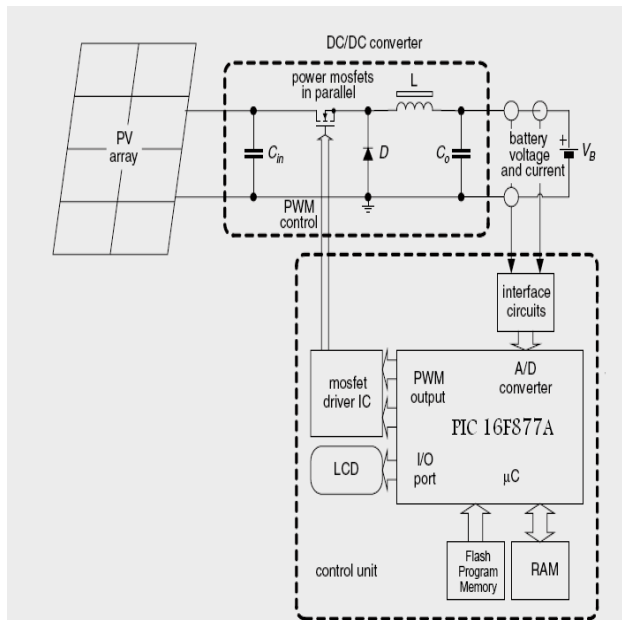 DC/DC converter
power mosfets
in parallel
L
PV
array
C_in
D
C_o
battery
voltage
and current
+
V_B
PWM
control
interface
circuits
mosfet
driver IC
PWM
output
A/D
converter
PIC 16F877A
LCD
I/O
port
μC
control unit
Flash
Program
Memory
RAM